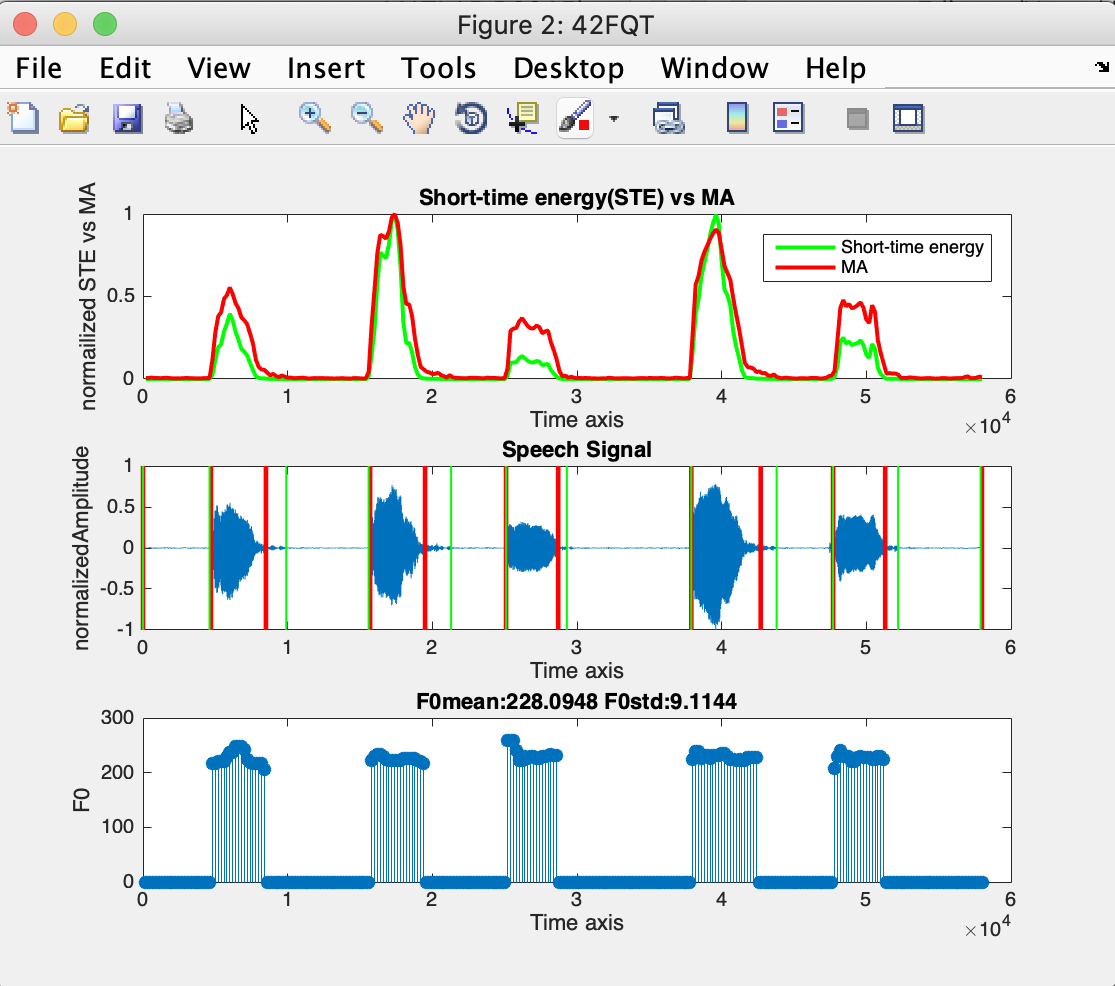 Figure 2: 42FQT
File Edit View Insert Tools Desktop Window Help
Short-time energy(STE) vs MA
normailized STE vs MA
1
0.5
0
Short-time energy
MA
0 1 2 3 4 5 6
Time axis
×10^4
Speech Signal
normalizedAmplitude
1
0.5
0
-0.5
-1
0 1 2 3 4 5 6
Time axis
×10^4
F0mean:228.0948 F0std:9.1144
F0
300
200
100
0
0 1 2 3 4 5 6
Time axis
×10^4